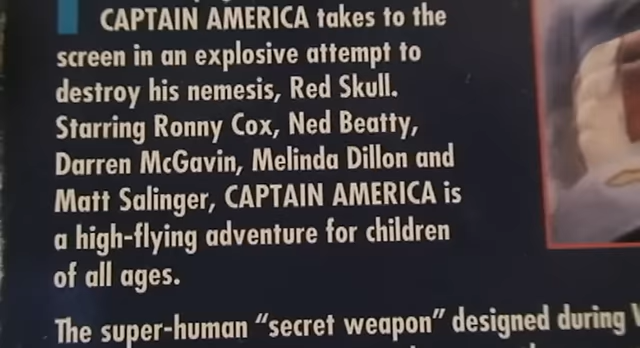 CAPTAIN AMERICA takes to the
screen in an explosive attempt to
destroy his nemesis, Red Skull.
Starring Ronny Cox, Ned Beatty,
Darren McGavin, Melinda Dillon and
Matt Salinger, CAPTAIN AMERICA is
a high-flying adventure for children
of all ages.
The super-human “secret weapon” designed during